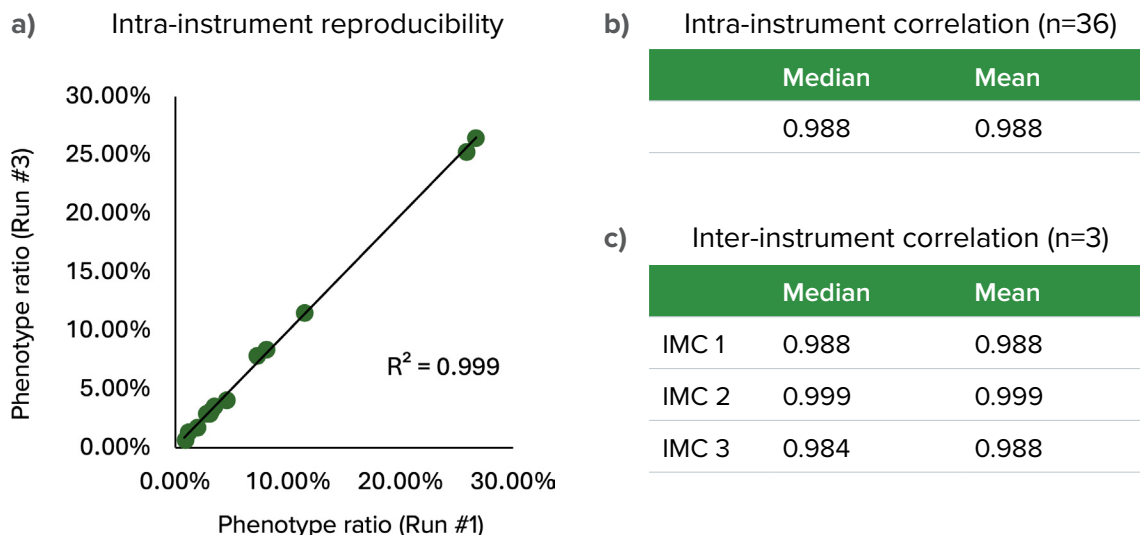 a) Intra-instrument reproducibility
30.00%
25.00%
20.00%
15.00%
10.00%
5.00%
0.00%
Phenotype ratio (Run #3)
R² = 0.999
0.00% 10.00% 20.00% 30.00%
Phenotype ratio (Run #1)
b) Intra-instrument correlation (n=36)
Median Mean
0.988 0.988
c) Inter-instrument correlation (n=3)
Median Mean
IMC 1 0.988 0.988
IMC 2 0.999 0.999
IMC 3 0.984 0.988